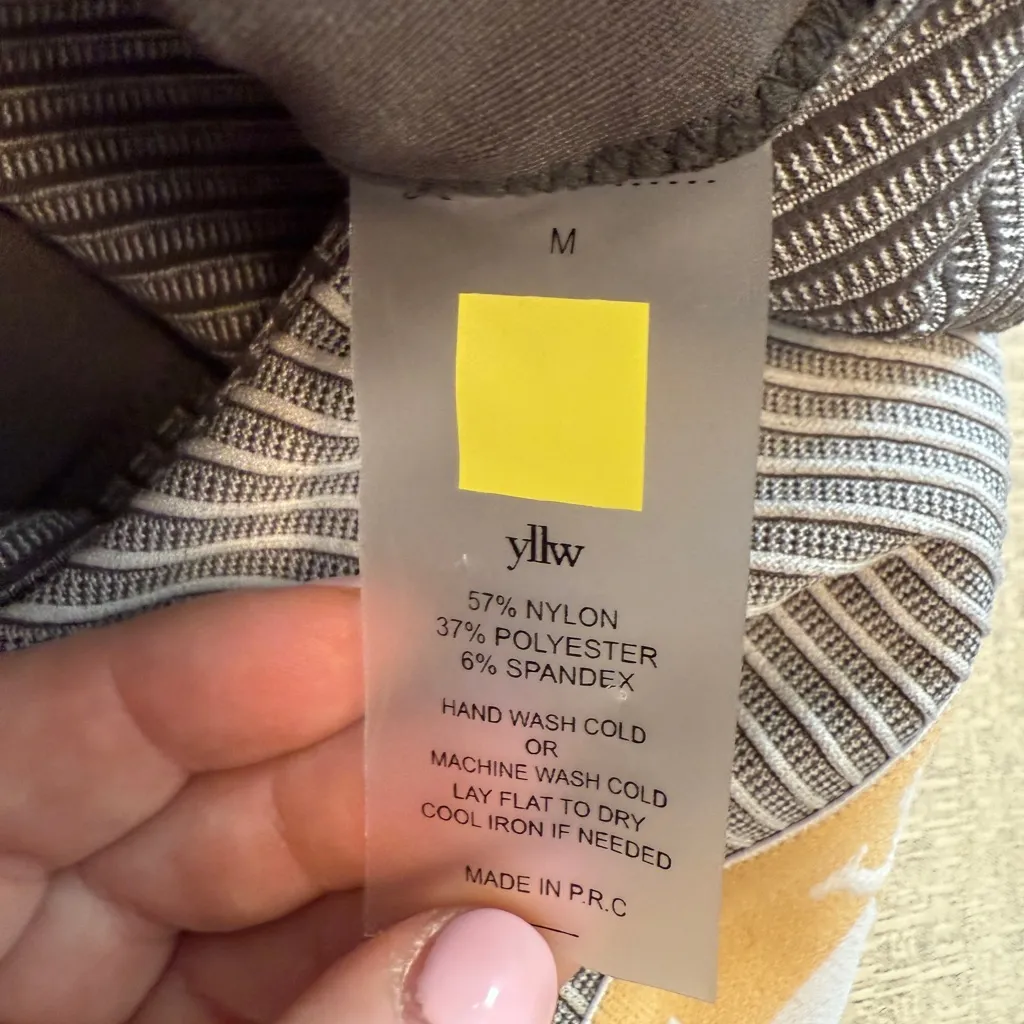 M
yllw
57% NYLON
37% POLYESTER
6% SPANDEX
HAND WASH COLD
OR
MACHINE WASH COLD
LAY FLAT TO DRY
COOL IRON IF NEEDED
MADE IN P.R.C